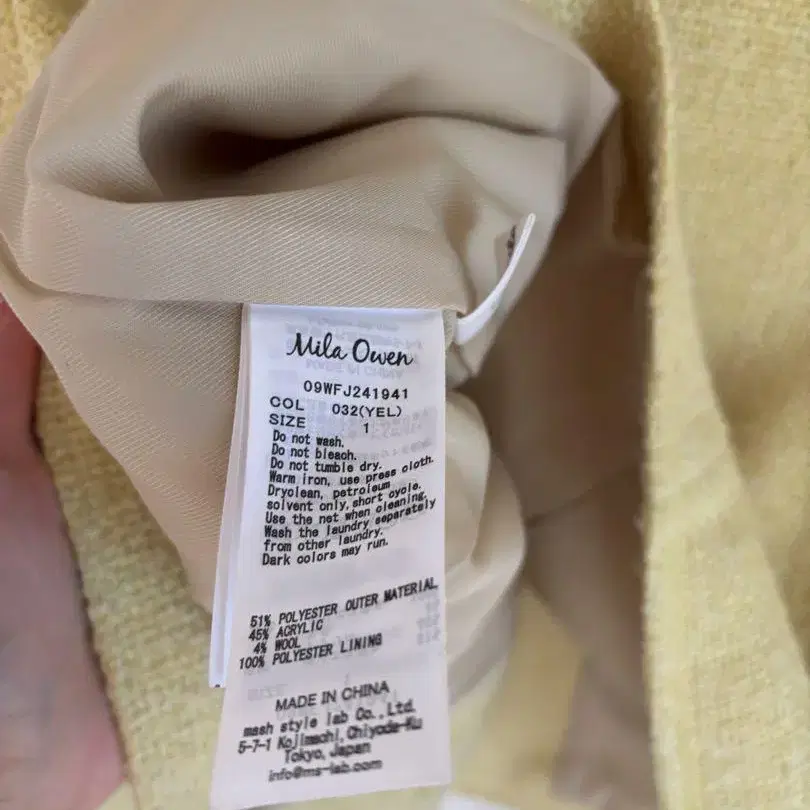 Mila Owen
09WFJ241941
COL 032(YEL)
SIZE 1
Do not wash.
Do not bleach.
Do not tumble dry.
Warm iron, use press cloth.
Dryclean, petroleum
solvent only, short cycle.
Use the net when cleaning.
Wash the laundry separately
from other laundry.
Dark colors may run.
51% POLYESTER OUTER MATERIAL
45% ACRYLIC
4% WOOL
100% POLYESTER LINING
MADE IN CHINA
mash style lab Co., Ltd.
5-7-1 Kojimachi, Chiyoda-Ku
Tokyo, Japan
info@ms-lab.com